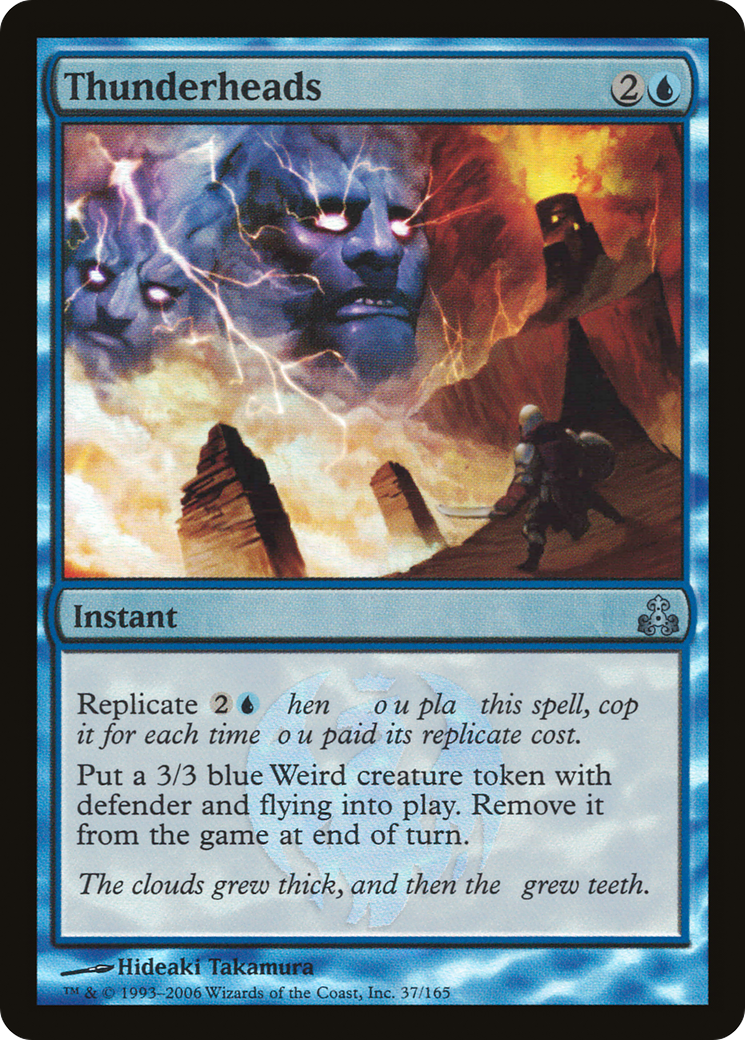 Thunderheads 2
Instant
Replicate 2 hen o u pla this spell, cop
it for each time o u paid its replicate cost.
Put a 3/3 blue Weird creature token with
defender and flying into play. Remove it
from the game at end of turn.
The clouds grew thick, and then the grew teeth.
Hideaki Takamura
™ & © 1993–2006 Wizards of the Coast, Inc. 37/165